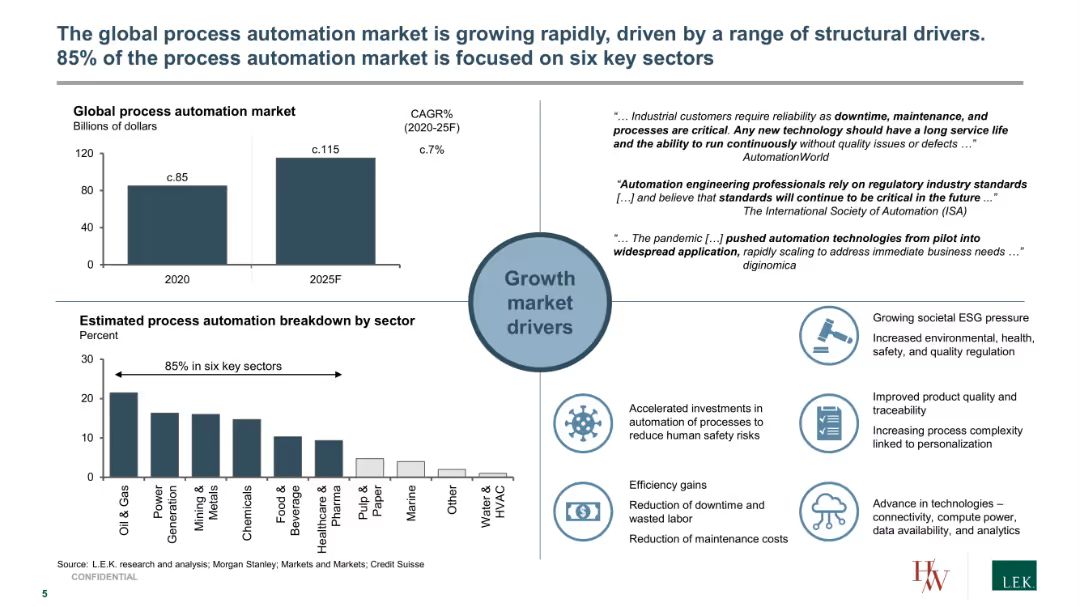 The global process automation market is growing rapidly, driven by a range of structural drivers.
85% of the process automation market is focused on six key sectors
Global process automation market
Billions of dollars
CAGR%
(2020-25F)
c.7%
120
80
40
0
c.85
c.115
2020
2025F
“… Industrial customers require reliability as downtime, maintenance, and
processes are critical. Any new technology should have a long service life
and the ability to run continuously without quality issues or defects …”
AutomationWorld
“Automation engineering professionals rely on regulatory industry standards
[…] and believe that standards will continue to be critical in the future ...”
The International Society of Automation (ISA)
“… The pandemic […] pushed automation technologies from pilot into
widespread application, rapidly scaling to address immediate business needs …”
diginomica
Growth
market
drivers
Estimated process automation breakdown by sector
Percent
30
20
10
0
85% in six key sectors
Oil & Gas
Power
Generation
Mining &
Metals
Chemicals
Food &
Beverage
Healthcare &
Pharma
Pulp &
Paper
Marine
Other
Water &
HVAC
Growing societal ESG pressure
Increased environmental, health,
safety, and quality regulation
Accelerated investments in
automation of processes to
reduce human safety risks
Improved product quality and
traceability
Increasing process complexity
linked to personalization
Efficiency gains
Reduction of downtime and
wasted labor
Reduction of maintenance costs
$
Advance in technologies –
connectivity, compute power,
data availability, and analytics
Source: L.E.K. research and analysis; Morgan Stanley; Markets and Markets; Credit Suisse
CONFIDENTIAL
5
HW
L.E.K.